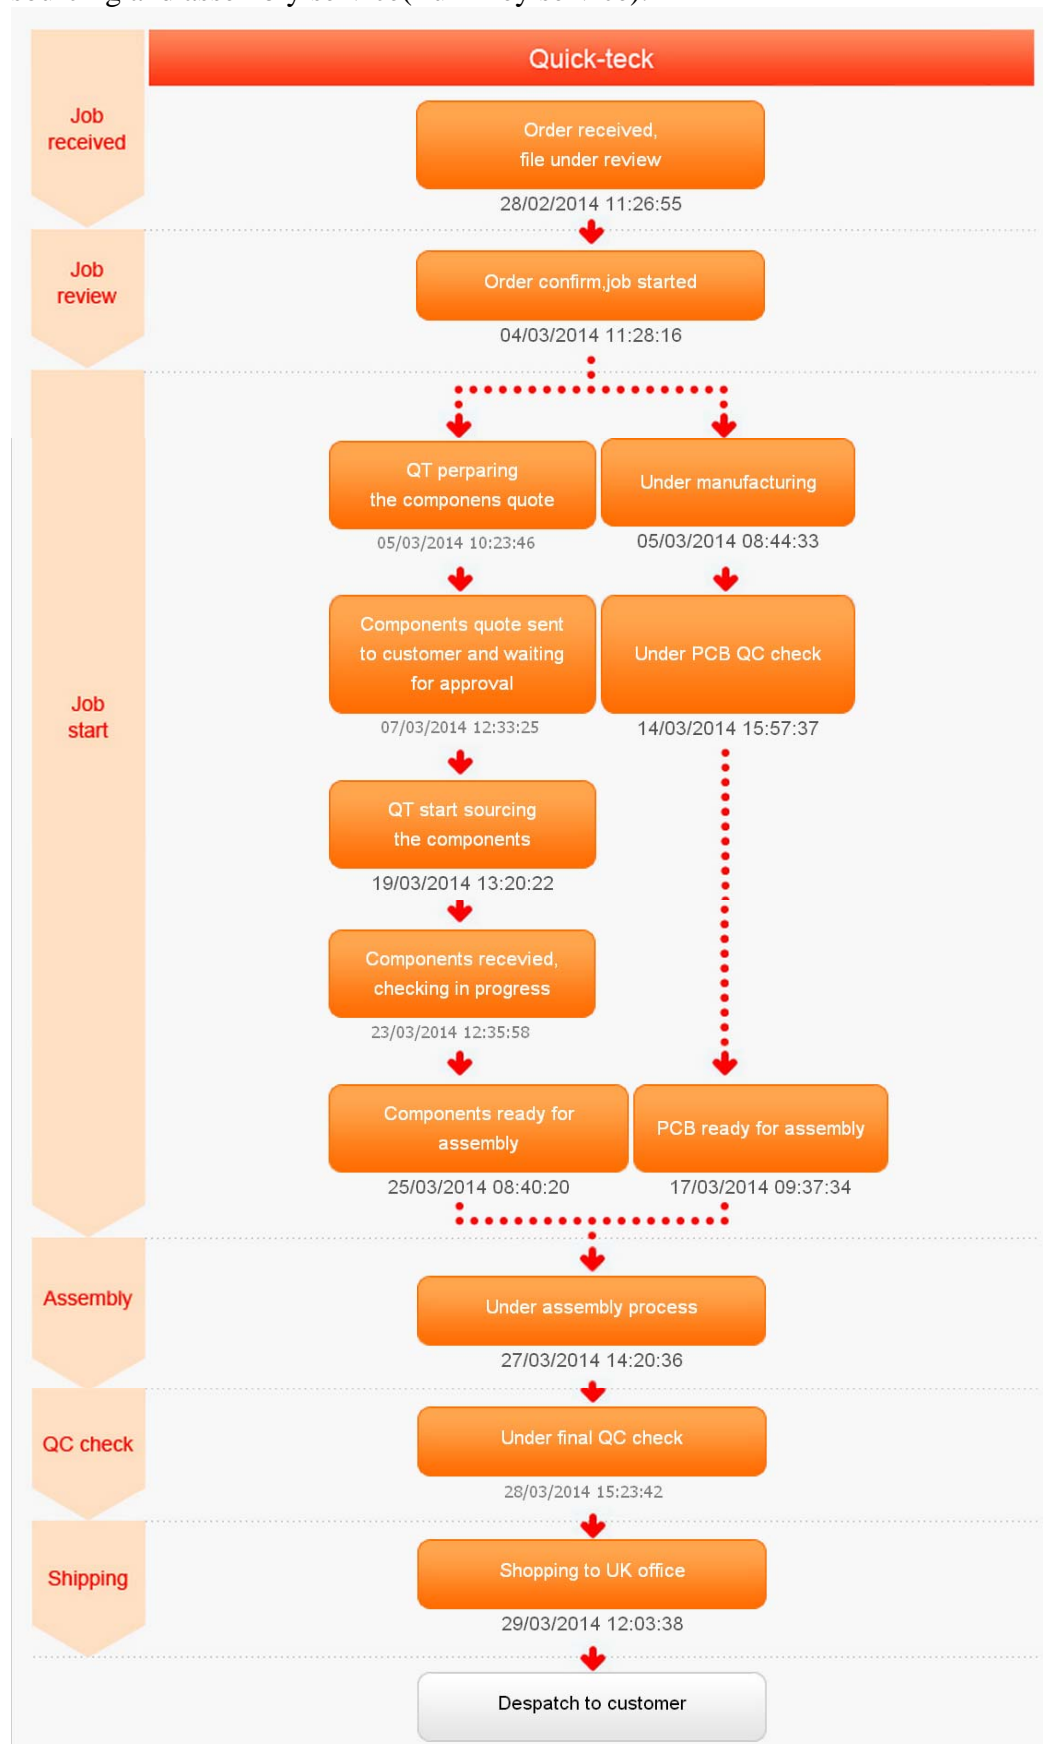 sourcing and assembly service(Full
Quick-teck
Job
received
Order received,
file under review
28/02/2014 11:26:55
Job
review
Order confirm,job started
04/03/2014 11:28:16
Job
start
QT perparing
the componens quote
05/03/2014 10:23:46
Under manufacturing
05/03/2014 08:44:33
Components quote sent
to customer and waiting
for approval
07/03/2014 12:33:25
Under PCB QC check
14/03/2014 15:57:37
QT start sourcing
the components
19/03/2014 13:20:22
Components recevied,
checking in progress
23/03/2014 12:35:58
Components ready for
assembly
25/03/2014 08:40:20
PCB ready for assembly
17/03/2014 09:37:34
Assembly
Under assembly process
27/03/2014 14:20:36
QC check
Under final QC check
28/03/2014 15:23:42
Shipping
Shopping to UK office
29/03/2014 12:03:38
Despatch to customer